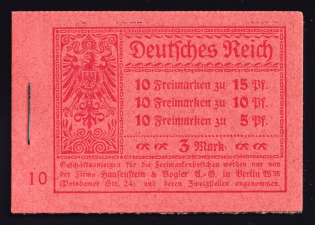 Deutsches Reich
10 Freimarken zu 15 Pf.
10 Freimarken zu 10 Pf.
10 Freimarken zu 5 Pf.
3 Mark
Geschäftsanzeigen für die Freimarkenheftchen werden nur von
der Firma Haasenstein & Vogler A.-G. in Berlin W 35
(Potsdamer Str. 24) und deren Zweigstellen angenommen.
10